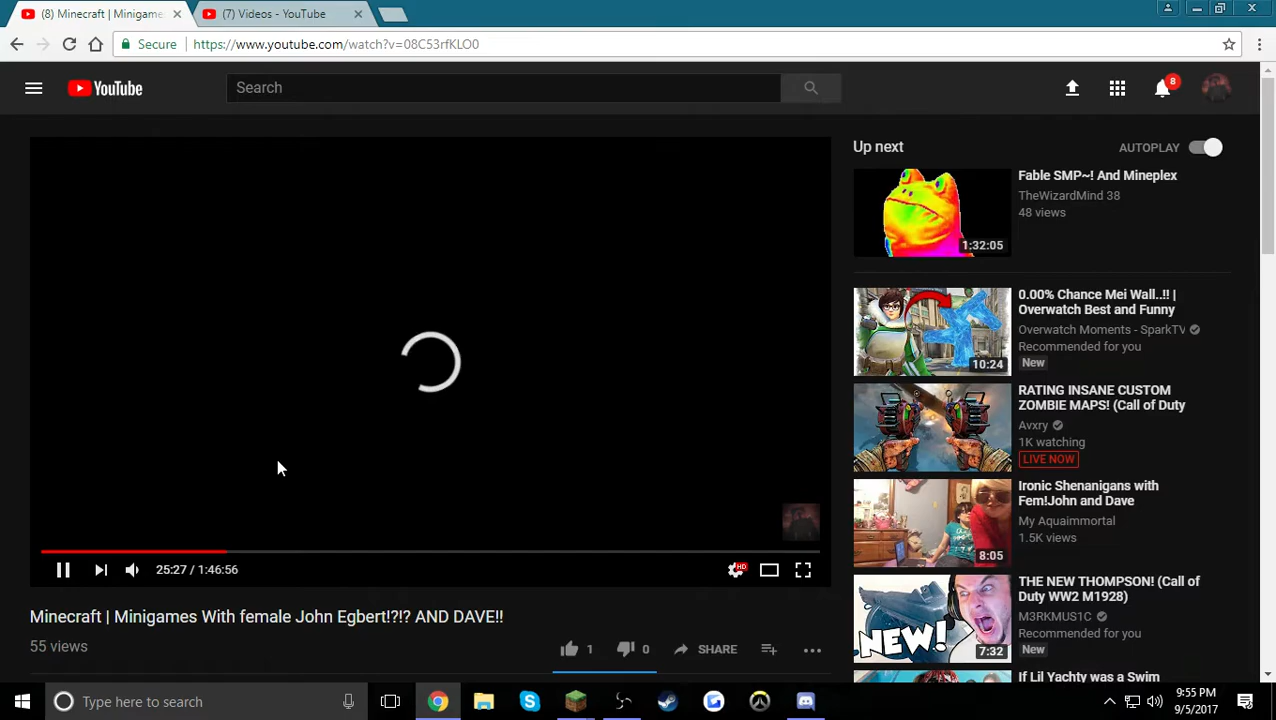 (8) Minecraft | Minigames
(7) Videos - YouTube
Secure
https://www.youtube.com/watch?v=08C53rfKLO0
YouTube
Search
8
Up next
AUTOPLAY
Fable SMP~! And Mineplex
TheWizardMind 38
48 views
1:32:05
0.00% Chance Mei Wall..!! |
Overwatch Best and Funny
Overwatch Moments - SparkTV
Recommended for you
New
10:24
RATING INSANE CUSTOM
ZOMBIE MAPS! (Call of Duty
Avxry
1K watching
LIVE NOW
Ironic Shenanigans with
Fem!John and Dave
My Aquaimmortal
1.5K views
8:05
THE NEW THOMPSON! (Call of
Duty WW2 M1928)
M3RKMUS1C
Recommended for you
New
NEW!
7:32
If Lil Yachty was a Swim
25:27 / 1:46:56
HD
Minecraft | Minigames With female John Egbert!?!? AND DAVE!!
55 views
1
0
SHARE
Type here to search
9:55 PM
9/5/2017